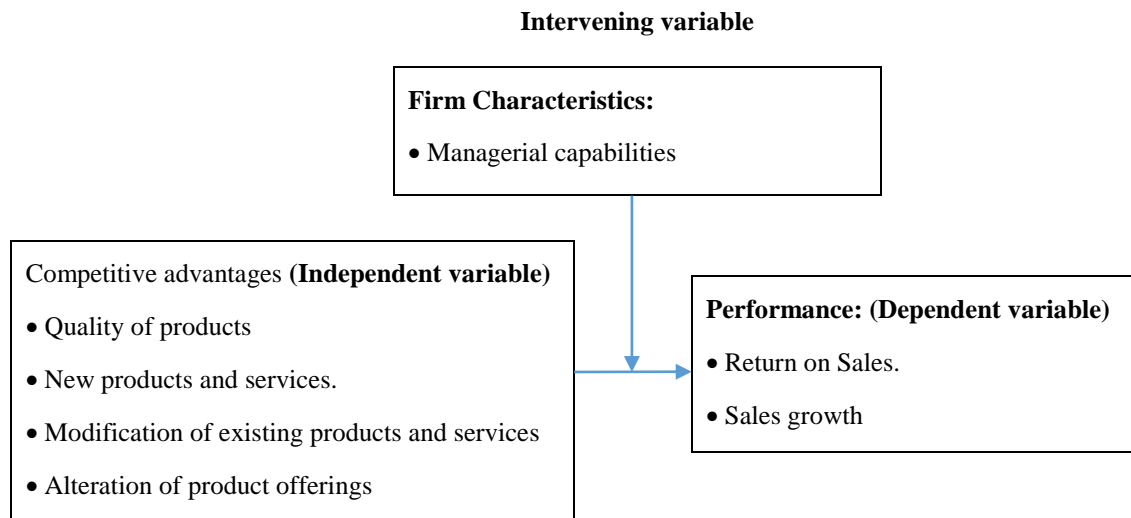 Intervening variable
Firm Characteristics:
• Managerial capabilities
Competitive advantages (Independent variable)
• Quality of products
• New products and services.
• Modification of existing products and services
• Alteration of product offerings
Performance: (Dependent variable)
• Return on Sales.
• Sales growth